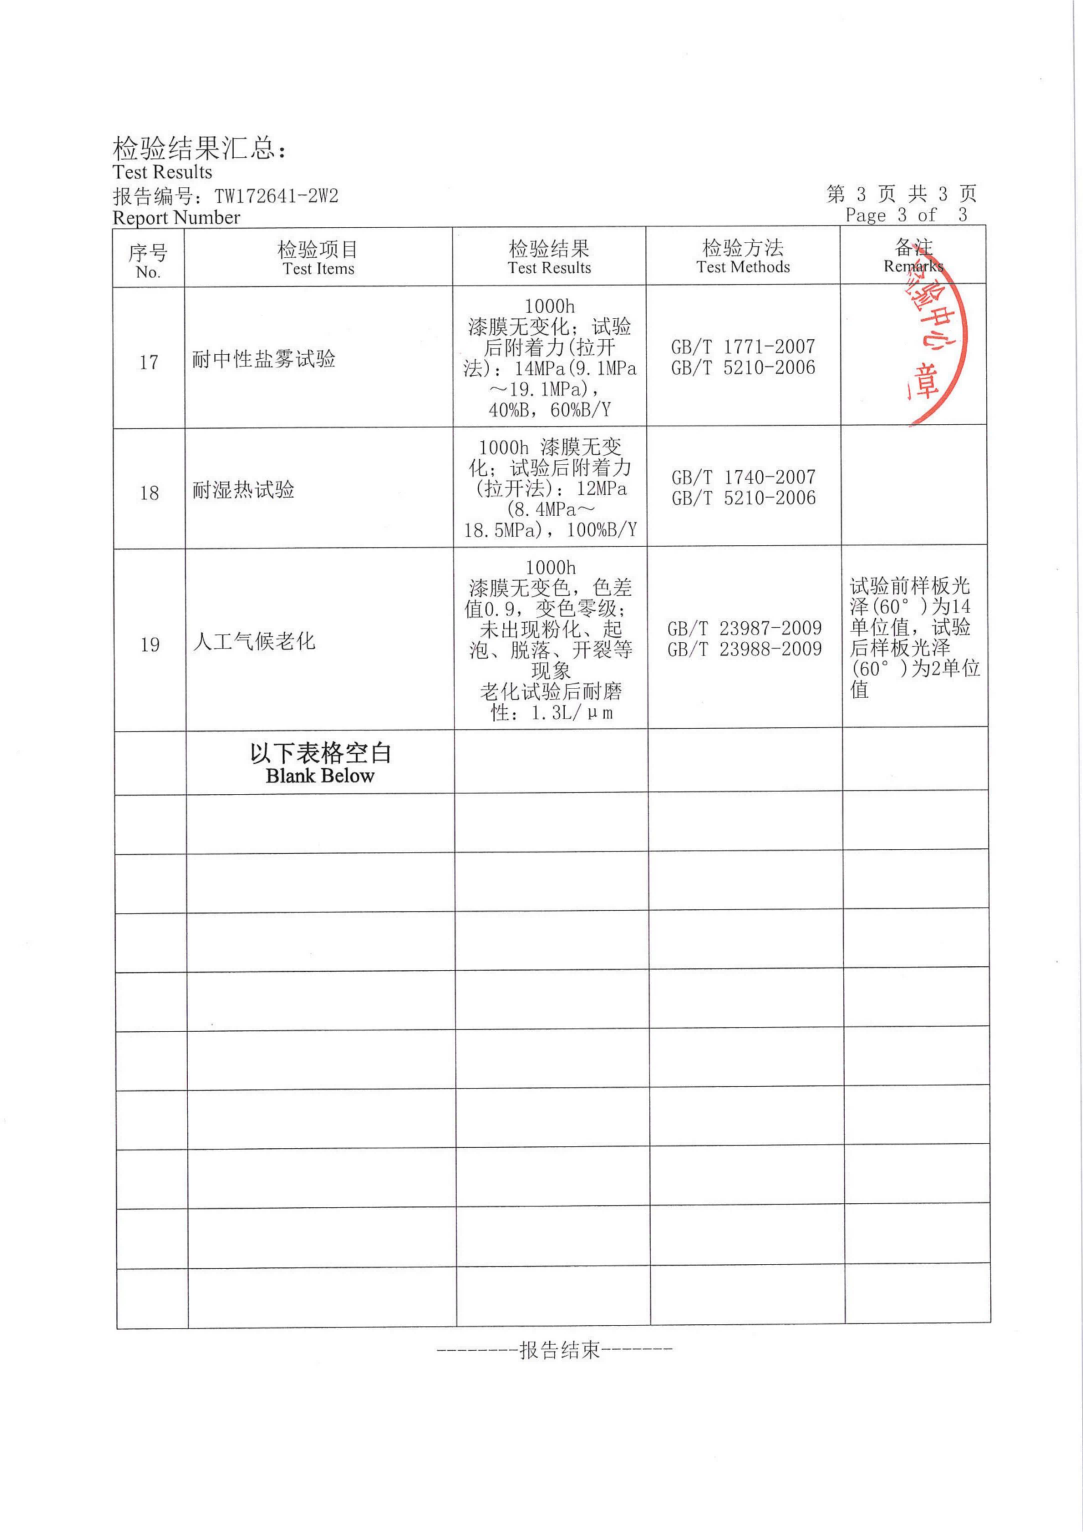 检验结果汇总：
Test Results
报告编号：TW172641-2W2
第 3 页 共 3 页
Report Number
Page 3 of 3
序号
No.
检验项目
Test Items
检验结果
Test Results
检验方法
Test Methods
备注
Remarks
17
耐中性盐雾试验
1000h
漆膜无变化；试验
后附着力(拉开
法)：14MPa(9.1MPa
～19.1MPa)，
40%B，60%B/Y
GB/T 1771-2007
GB/T 5210-2006
验中心
章
18
耐湿热试验
1000h 漆膜无变
化；试验后附着力
(拉开法)：12MPa
(8.4MPa～
18.5MPa)，100%B/Y
GB/T 1740-2007
GB/T 5210-2006
19
人工气候老化
1000h
漆膜无变色，色差
值0.9，变色零级；
未出现粉化、起
泡、脱落、开裂等
现象
老化试验后耐磨
性：1.3L/μm
GB/T 23987-2009
GB/T 23988-2009
试验前样板光
泽(60°)为14
单位值，试验
后样板光泽
(60°)为2单位
值
以下表格空白
Blank Below
--------报告结束-------